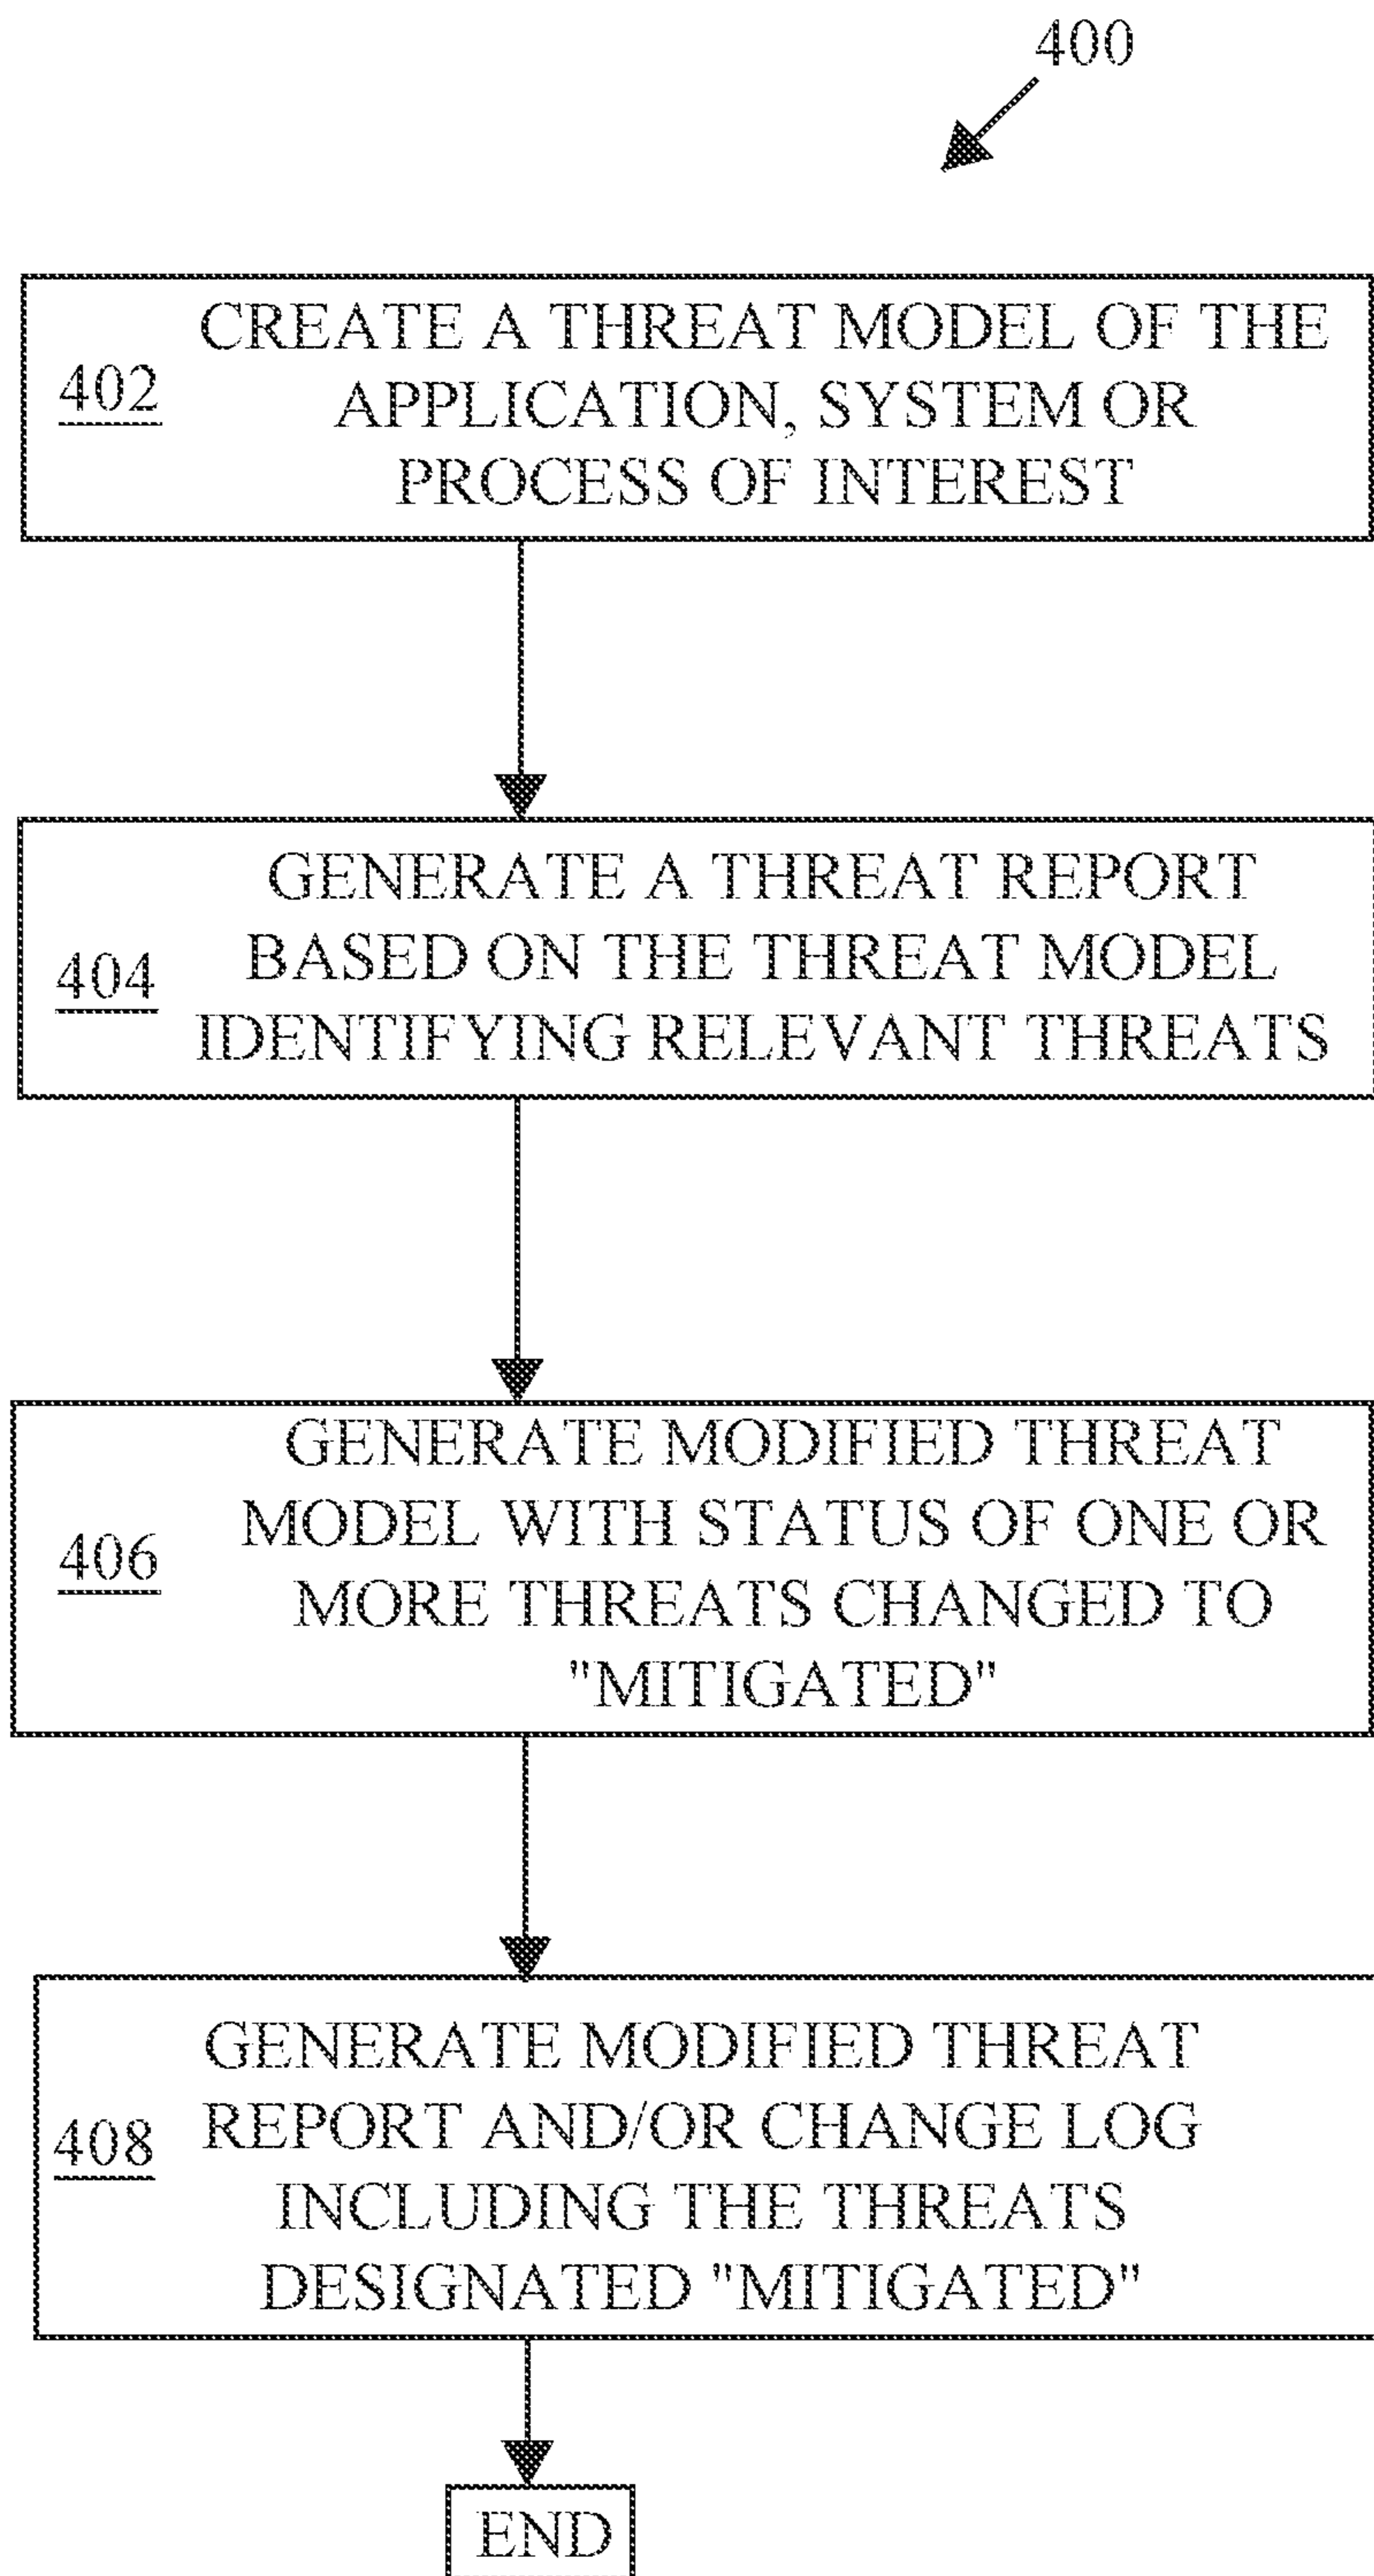 400
402
CREATE A THREAT MODEL OF THE
APPLICATION, SYSTEM OR
PROCESS OF INTEREST
404
GENERATE A THREAT REPORT
BASED ON THE THREAT MODEL
IDENTIFYING RELEVANT THREATS
406
GENERATE MODIFIED THREAT
MODEL WITH STATUS OF ONE OR
MORE THREATS CHANGED TO
"MITIGATED"
408
GENERATE MODIFIED THREAT
REPORT AND/OR CHANGE LOG
INCLUDING THE THREATS
DESIGNATED "MITIGATED"
END